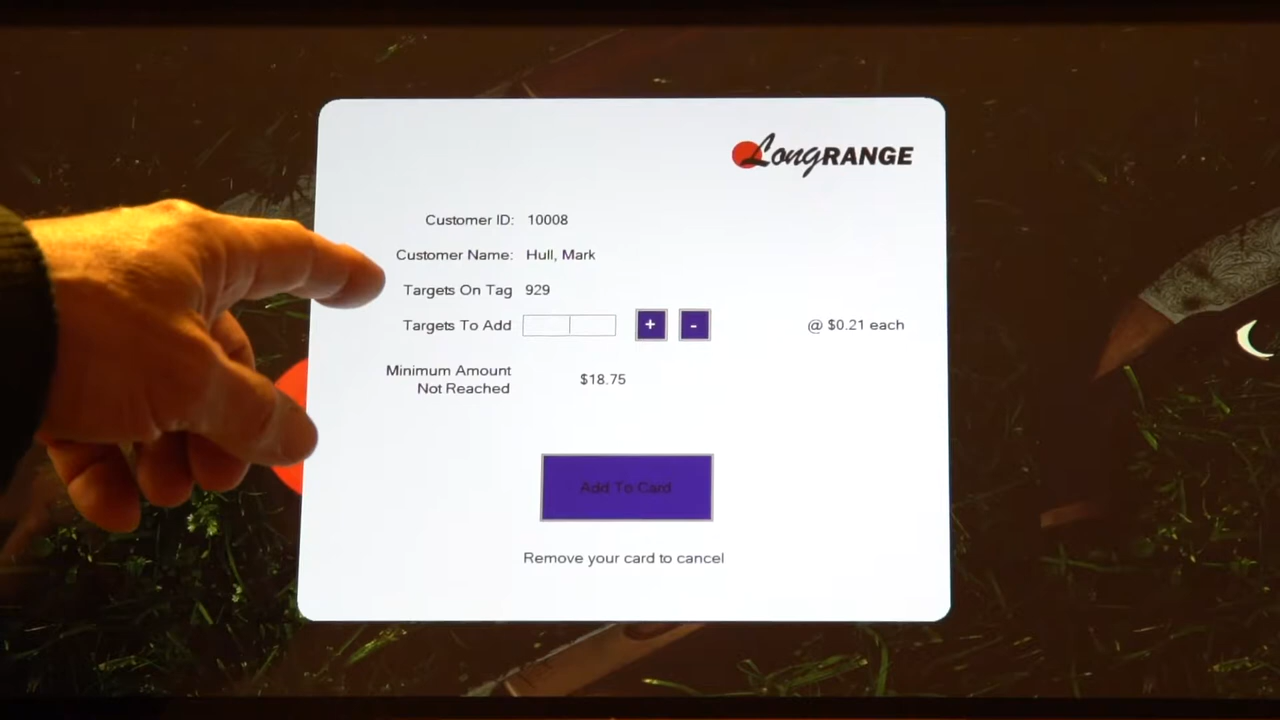 LongRANGE
Customer ID: 10008
Customer Name: Hull, Mark
Targets On Tag 929
Targets To Add + - @ $0.21 each
Minimum Amount
Not Reached $18.75
Add To Card
Remove your card to cancel